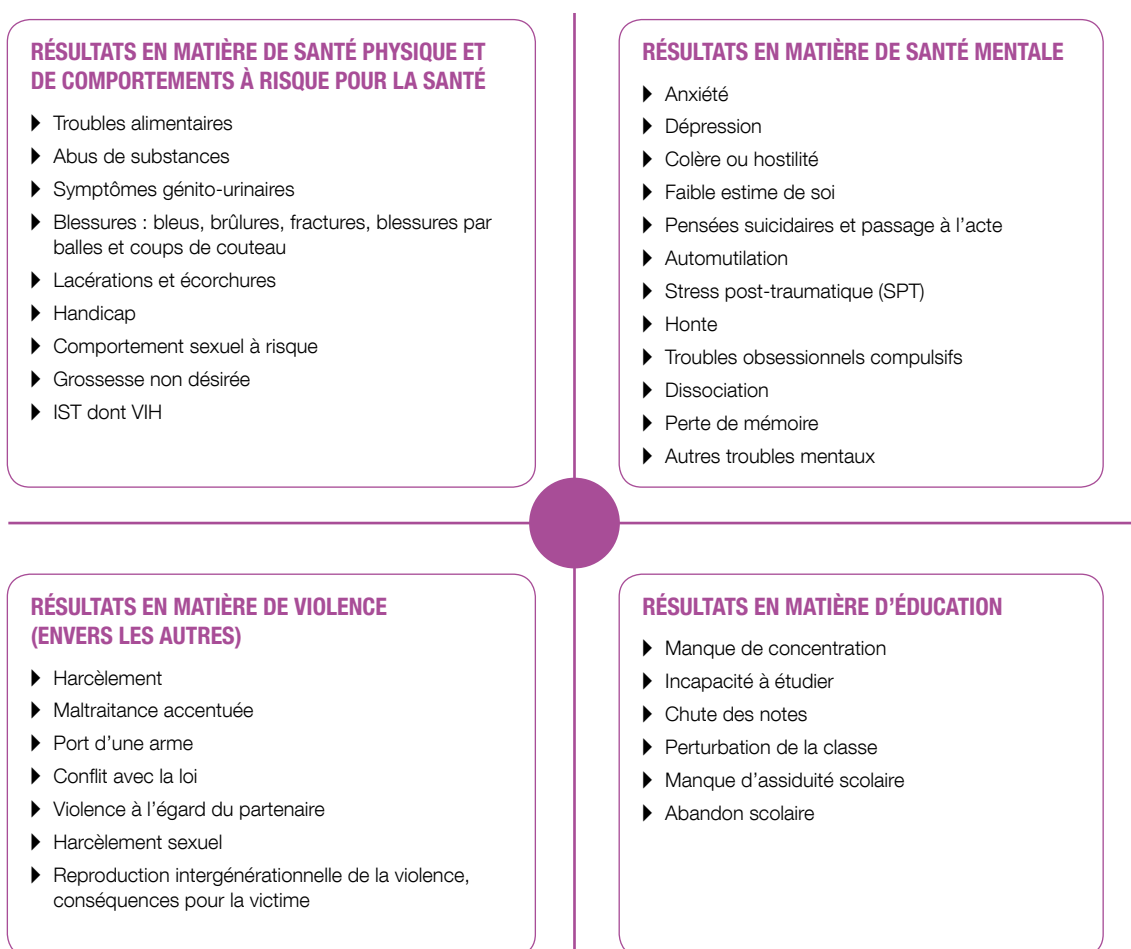 RÉSULTATS EN MATIÈRE DE SANTÉ PHYSIQUE ET
DE COMPORTEMENTS À RISQUE POUR LA SANTÉ
Troubles alimentaires
Abus de substances
Symptômes génito-urinaires
Blessures : bleus, brûlures, fractures, blessures par
balles et coups de couteau
Lacérations et écorchures
Handicap
Comportement sexuel à risque
Grossesse non désirée
IST dont VIH
RÉSULTATS EN MATIÈRE DE SANTÉ MENTALE
Anxiété
Dépression
Colère ou hostilité
Faible estime de soi
Pensées suicidaires et passage à l’acte
Automutilation
Stress post-traumatique (SPT)
Honte
Troubles obsessionnels compulsifs
Dissociation
Perte de mémoire
Autres troubles mentaux
RÉSULTATS EN MATIÈRE DE VIOLENCE
(ENVERS LES AUTRES)
Harcèlement
Maltraitance accentuée
Port d’une arme
Conflit avec la loi
Violence à l’égard du partenaire
Harcèlement sexuel
Reproduction intergénérationnelle de la violence,
conséquences pour la victime
RÉSULTATS EN MATIÈRE D’ÉDUCATION
Manque de concentration
Incapacité à étudier
Chute des notes
Perturbation de la classe
Manque d’assiduité scolaire
Abandon scolaire